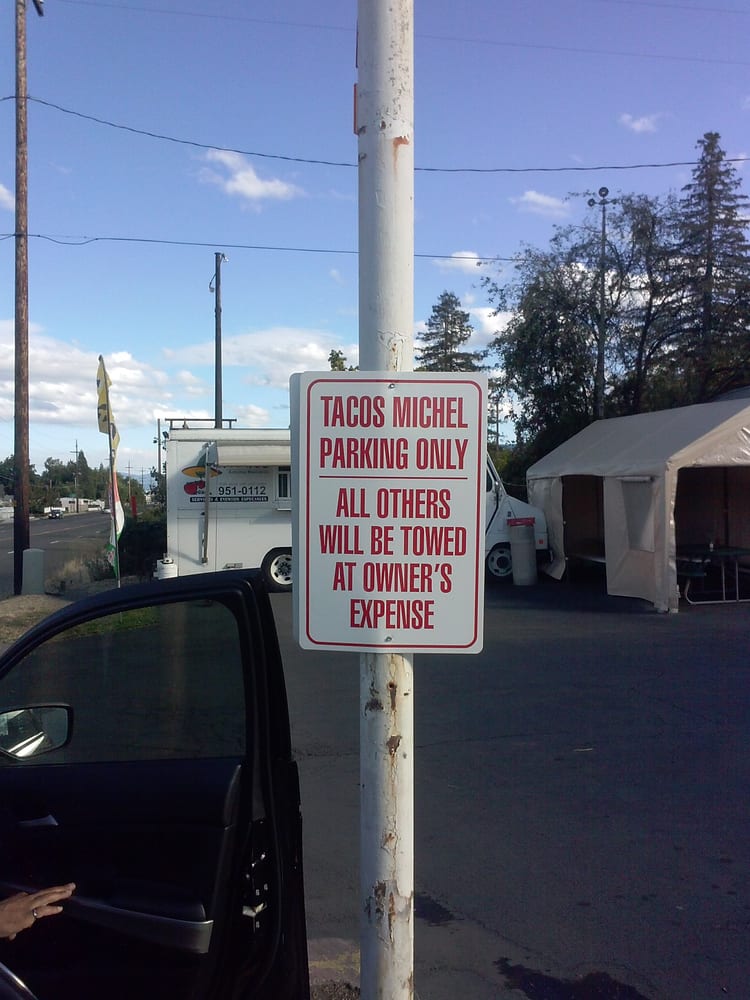 TACOS MICHEL
PARKING ONLY
ALL OTHERS
WILL BE TOWED
AT OWNER'S
EXPENSE
951-0112